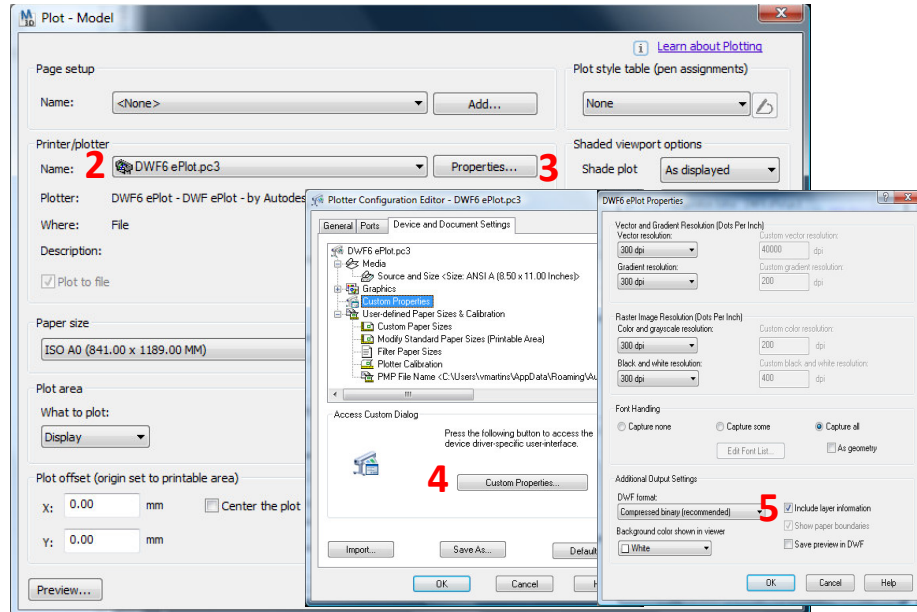 Plot - Model
Learn about Plotting
Page setup
Name: <None> Add...
Plot style table (pen assignments)
None
Printer/plotter
2
Name: DWF6 ePlot.pc3 Properties...
3
Plotter: DWF6 ePlot - DWF ePlot - by Autodes
Where: File
Description:
Plot to file
Shaded viewport options
Shade plot As displayed
Paper size
ISO A0 (841.00 x 1189.00 MM)
Plot area
What to plot:
Display
Plot offset (origin set to printable area)
X: 0.00 mm Center the plot
Y: 0.00 mm
Preview...
Plotter Configuration Editor - DWF6 ePlot.pc3
General Ports Device and Document Settings
DWF6 ePlot.pc3
Media
Source and Size <Size: ANSI A (8.50 x 11.00 Inches)>
Graphics
Custom Properties
User-defined Paper Sizes & Calibration
Custom Paper Sizes
Modify Standard Paper Sizes (Printable Area)
Filter Paper Sizes
Plotter Calibration
PMP File Name <C:\Users\vmartins\AppData\Roaming\Au
Access Custom Dialog
Press the following button to access the
device driver-specific user-interface.
4
Custom Properties...
Import... Save As... Default
OK Cancel H
DWF6 ePlot Properties
Vector and Gradient Resolution (Dots Per Inch)
Vector resolution: Custom vector resolution:
300 dpi 40000 dpi
Gradient resolution: Custom gradient resolution:
300 dpi 200 dpi
Raster Image Resolution (Dots Per Inch)
Color and grayscale resolution: Custom color resolution:
300 dpi 200 dpi
Black and white resolution: Custom black and white resolution:
300 dpi 400 dpi
Font Handling
Capture none Capture some Capture all
Edit Font List... As geometry
Additional Output Settings
DWF format:
Compressed binary (recommended)
5
Include layer information
Show paper boundaries
Background color shown in viewer
White
Save preview in DWF
OK Cancel Help